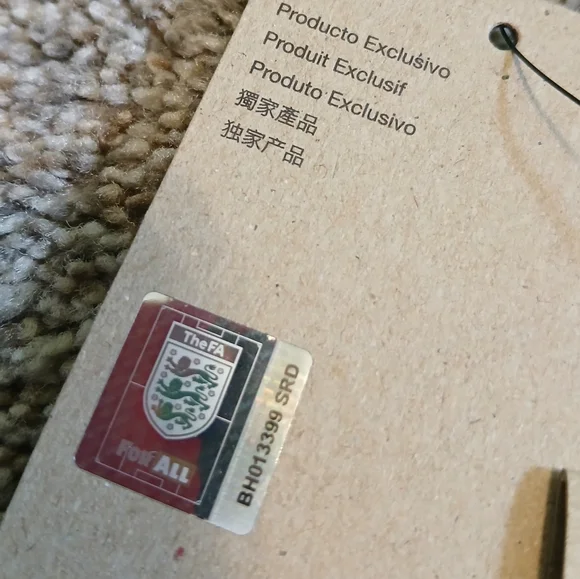 Producto Exclusivo
Produit Exclusif
Produto Exclusivo
獨家產品
独家产品
The FA
For ALL
BH013399 SRD